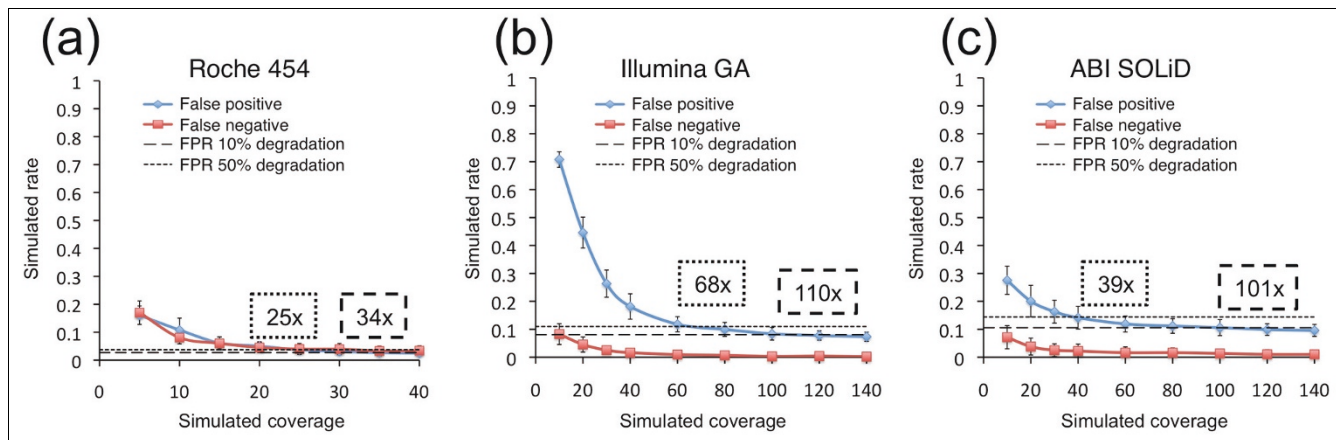 (a)
Roche 454
False positive
False negative
FPR 10% degradation
FPR 50% degradation
1
0.9
0.8
0.7
0.6
0.5
0.4
0.3
0.2
0.1
0
Simulated rate
25x
34x
0 10 20 30 40
Simulated coverage
(b)
Illumina GA
False positive
False negative
FPR 10% degradation
FPR 50% degradation
1
0.9
0.8
0.7
0.6
0.5
0.4
0.3
0.2
0.1
0
Simulated rate
68x
110x
0 20 40 60 80 100 120 140
Simulated coverage
(c)
ABI SOLiD
False positive
False negative
FPR 10% degradation
FPR 50% degradation
1
0.9
0.8
0.7
0.6
0.5
0.4
0.3
0.2
0.1
0
Simulated rate
39x
101x
0 20 40 60 80 100 120 140
Simulated coverage